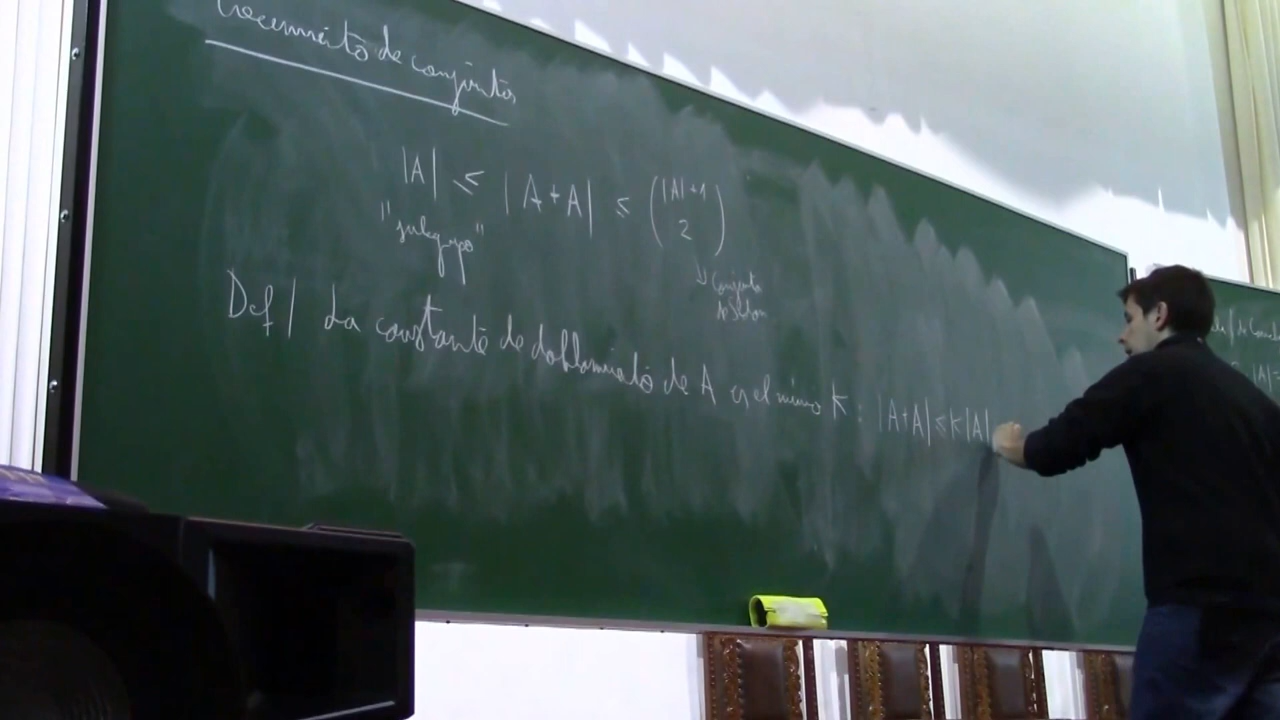 Crecimiento de conjuntos
|A| ≤ |A+A| ≤ (|A|+1
2)
"subgrupo"
↳ Conjunto
de Sidon
Def / La constante de doblamiento de A es el mínimo K : |A+A| ≤ K|A|
|A|=